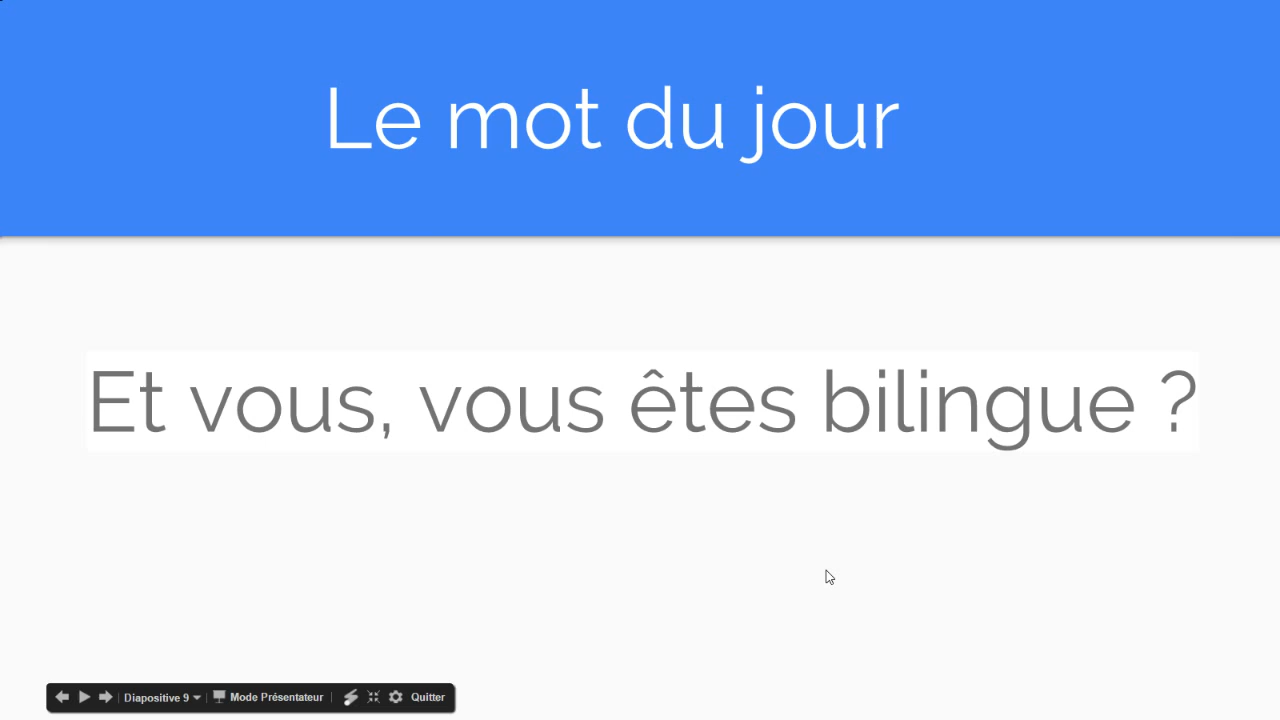 Le mot du jour
Et vous, vous êtes bilingue ?
Diapositive 9 Mode Présentateur Quitter